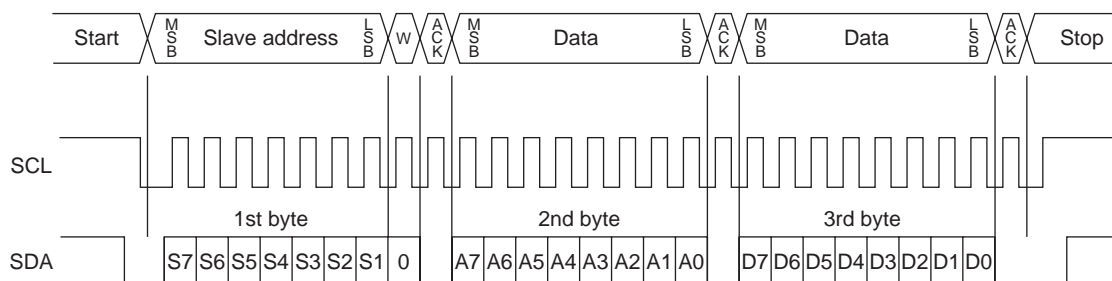 Start MSB Slave address LSB W ACK MSB Data LSB ACK MSB Data LSB ACK Stop
SCL
1st byte 2nd byte 3rd byte
SDA S7 S6 S5 S4 S3 S2 S1 0 A7 A6 A5 A4 A3 A2 A1 A0 D7 D6 D5 D4 D3 D2 D1 D0